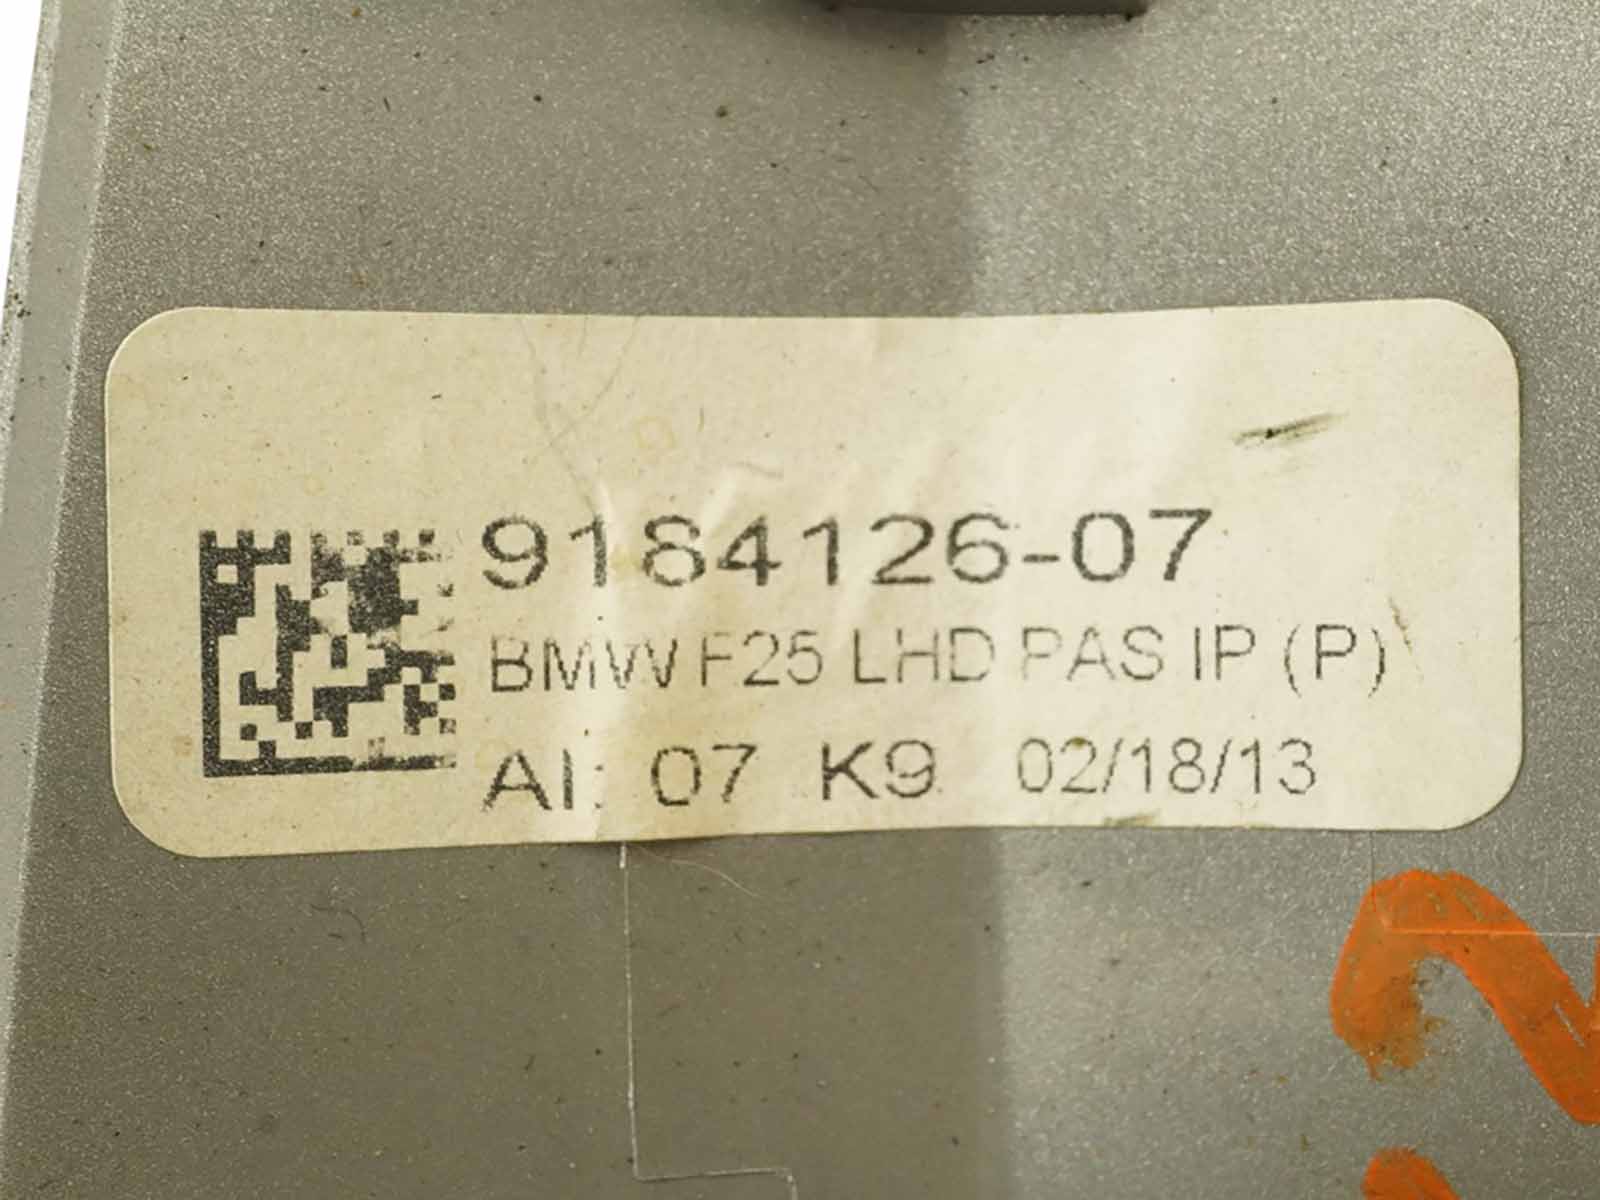 9184126-07
BMW F25 LHD PAS IP (P)
AI: 07 K9 02/18/13